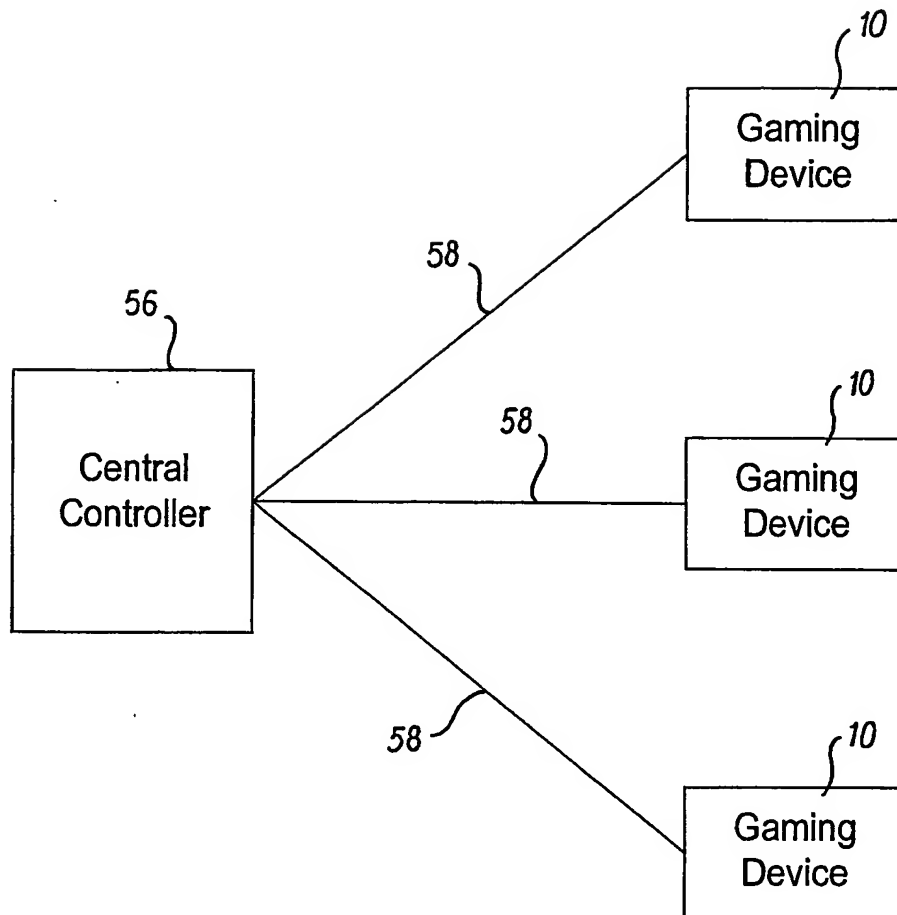 10
Gaming
Device
58
56
10
58
Central
Controller
Gaming
Device
58
10
Gaming
Device